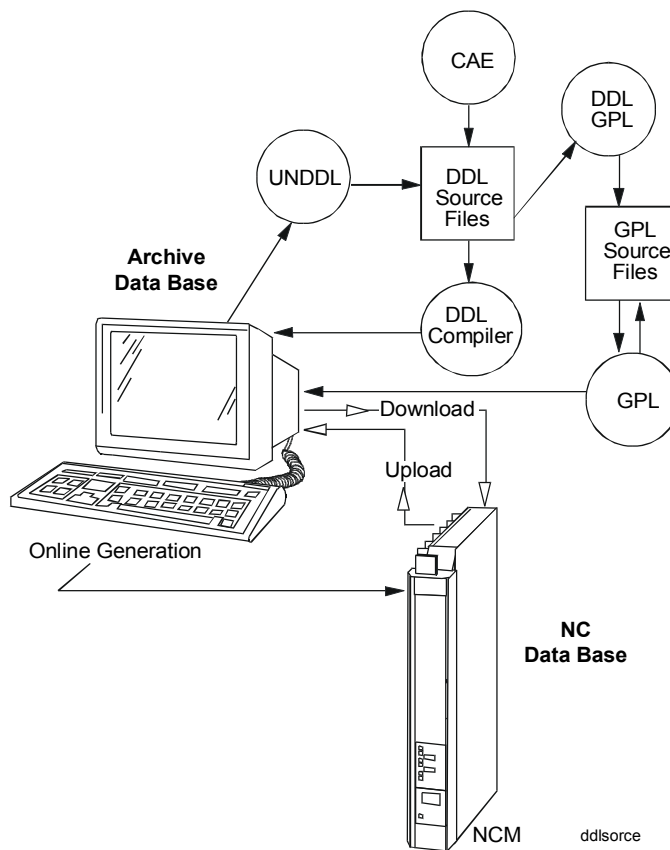 CAE
DDL
GPL
UNDDL
DDL
Source
Files
GPL
Source
Files
Archive
Data Base
DDL
Compiler
GPL
Download
Upload
Online Generation
NC
Data Base
NCM
ddlsorce